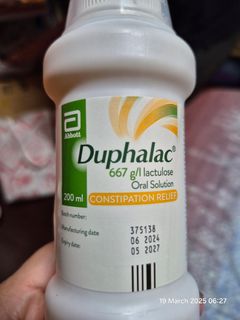 Abbott
Duphalac®
667 g/l lactulose
Oral Solution
200 ml
CONSTIPATION RELIEF
Batch number: 375138
Manufacturing date 06 2024
Expiry date: 05 2027
19 March 2025 06:27